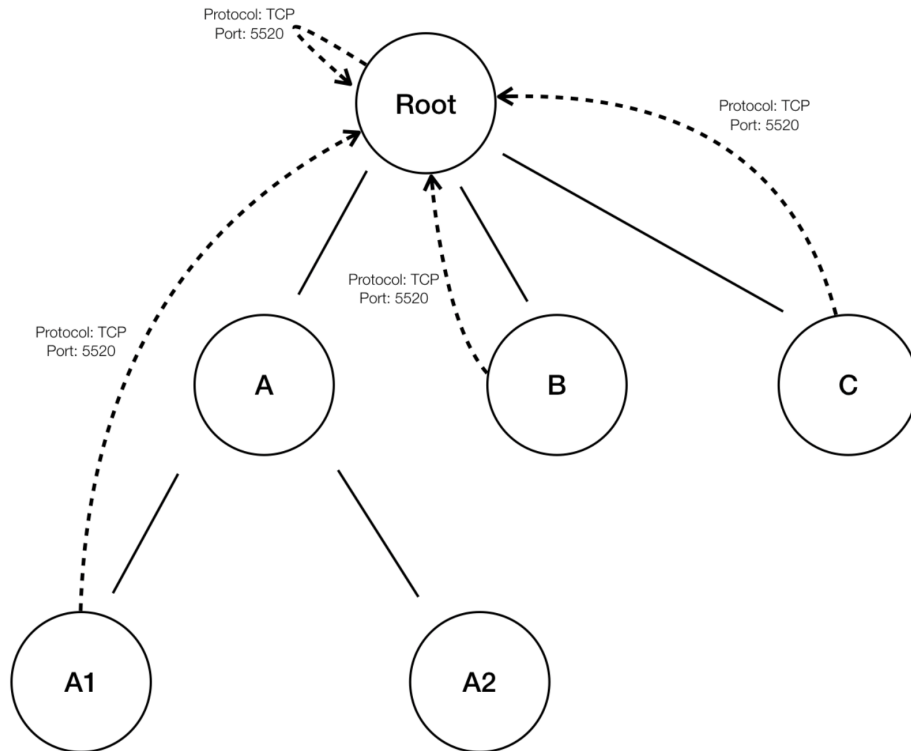 Protocol: TCP
Port: 5520
Root
Protocol: TCP
Port: 5520
Protocol: TCP
Port: 5520
Protocol: TCP
Port: 5520
A
B
C
A1
A2